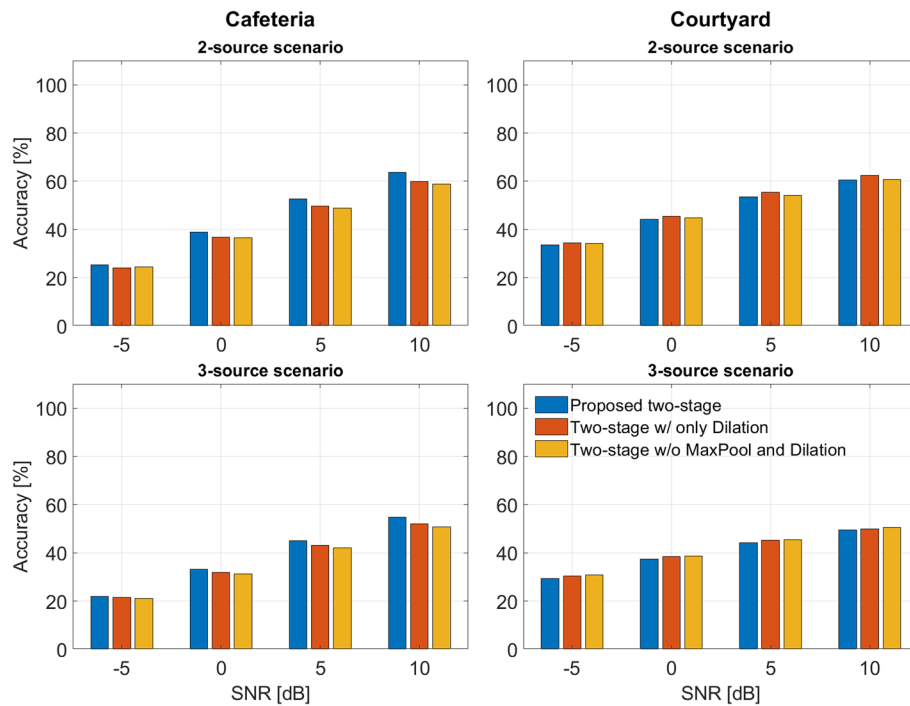 Cafeteria
2-source scenario
Accuracy [%]
100
80
60
40
20
0
-5 0 5 10
Courtyard
2-source scenario
100
80
60
40
20
0
-5 0 5 10
3-source scenario
Accuracy [%]
100
80
60
40
20
0
-5 0 5 10
SNR [dB]
3-source scenario
100
80
60
40
20
0
Proposed two-stage
Two-stage w/ only Dilation
Two-stage w/o MaxPool and Dilation
-5 0 5 10
SNR [dB]